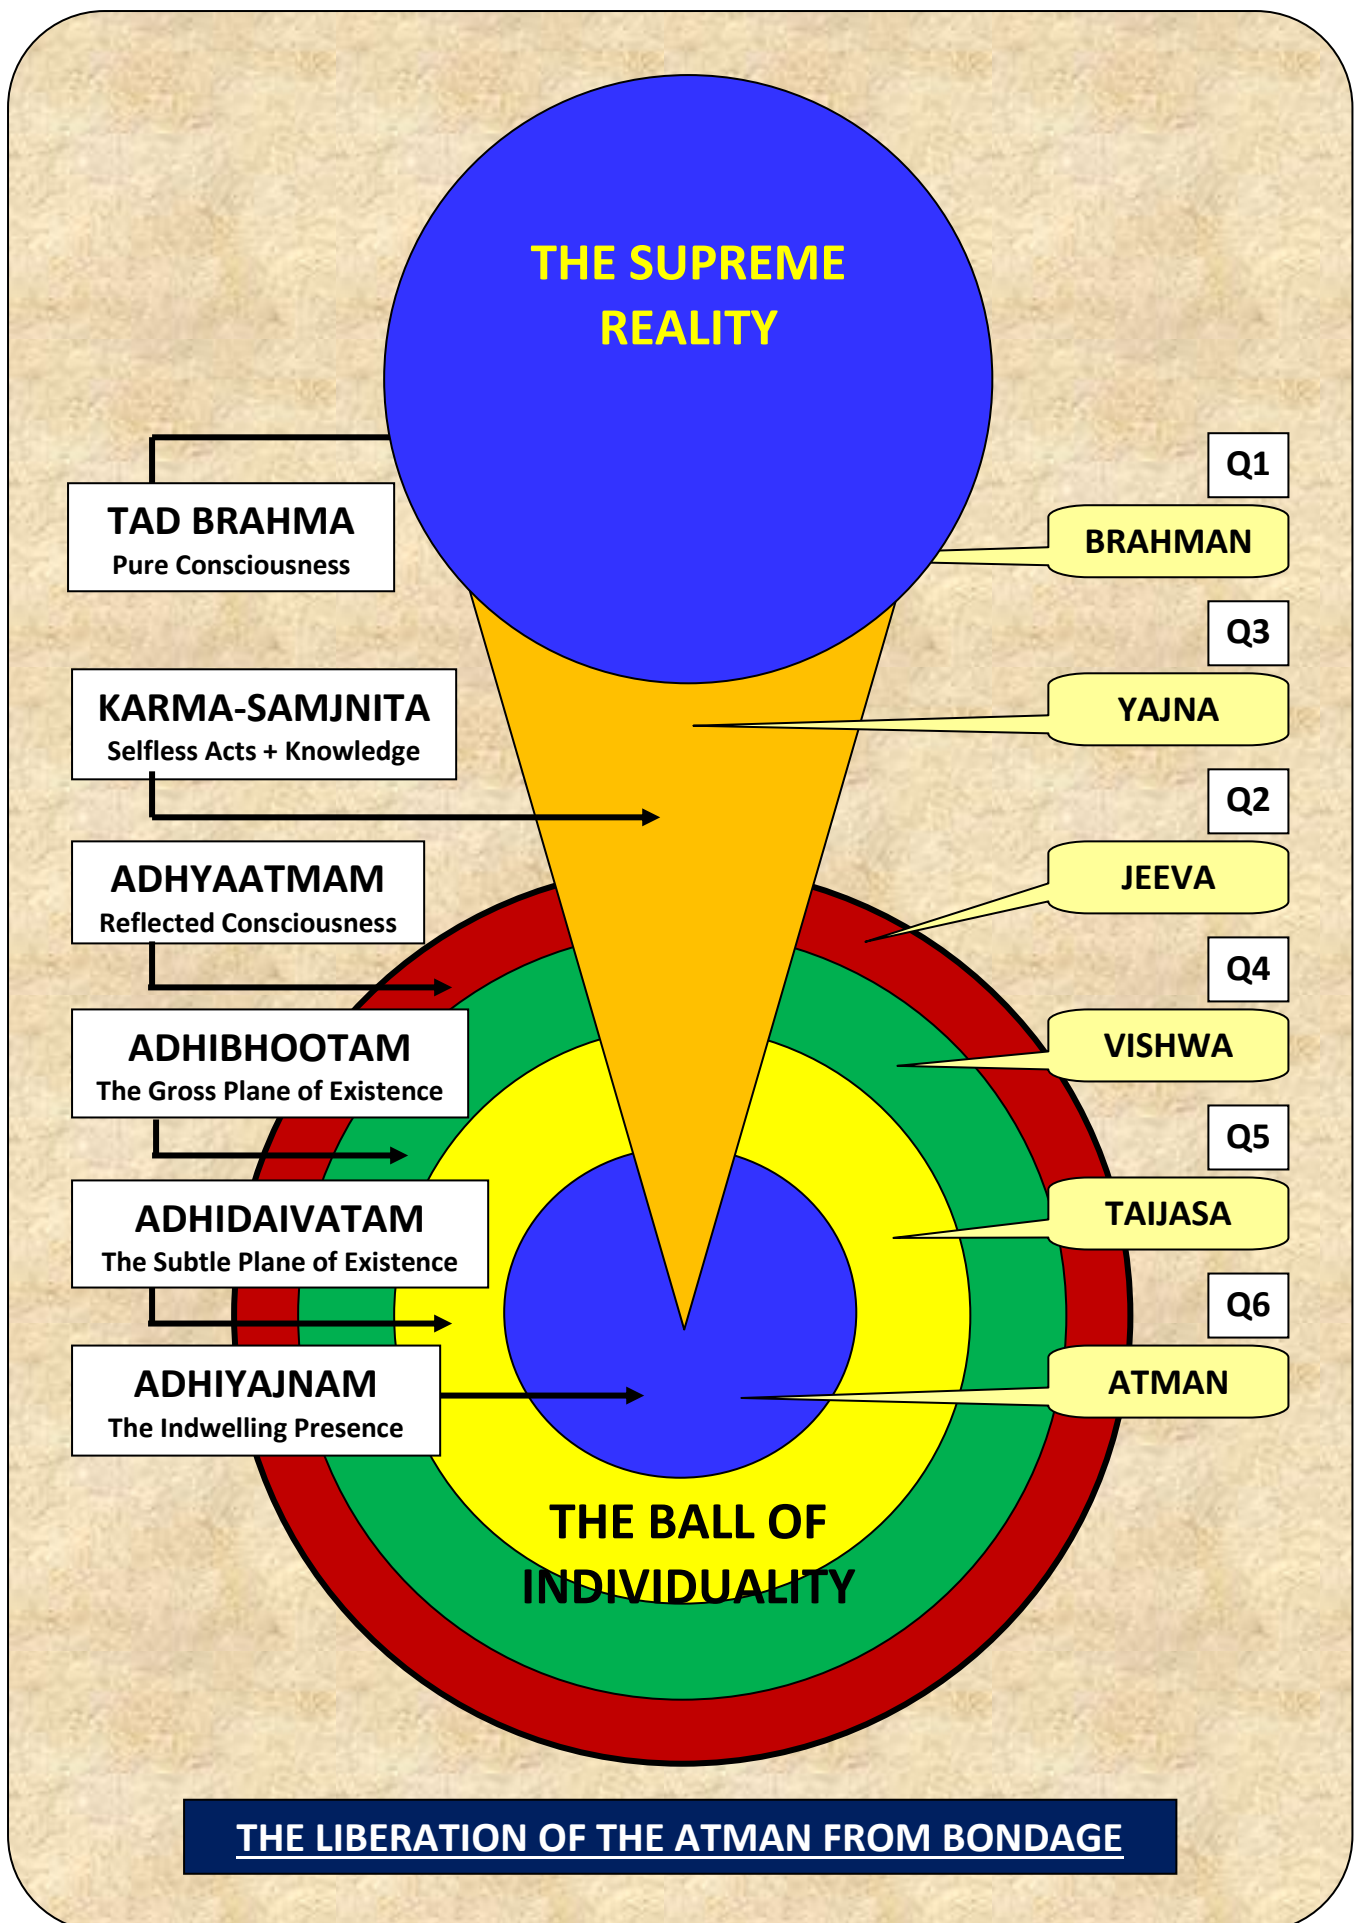 THE SUPREME
REALITY
Q1
TAD BRAHMA
Pure Consciousness
BRAHMAN
Q3
KARMA-SAMJNITA
Selfless Acts + Knowledge
YAJNA
Q2
ADHYAATMAM
Reflected Consciousness
JEEVA
Q4
ADHIBHOOTAM
The Gross Plane of Existence
VISHWA
Q5
ADHIDAIVATAM
The Subtle Plane of Existence
TAIJASA
Q6
ADHIYAJNAM
The Indwelling Presence
ATMAN
THE BALL OF
INDIVIDUALITY
THE LIBERATION OF THE ATMAN FROM BONDAGE